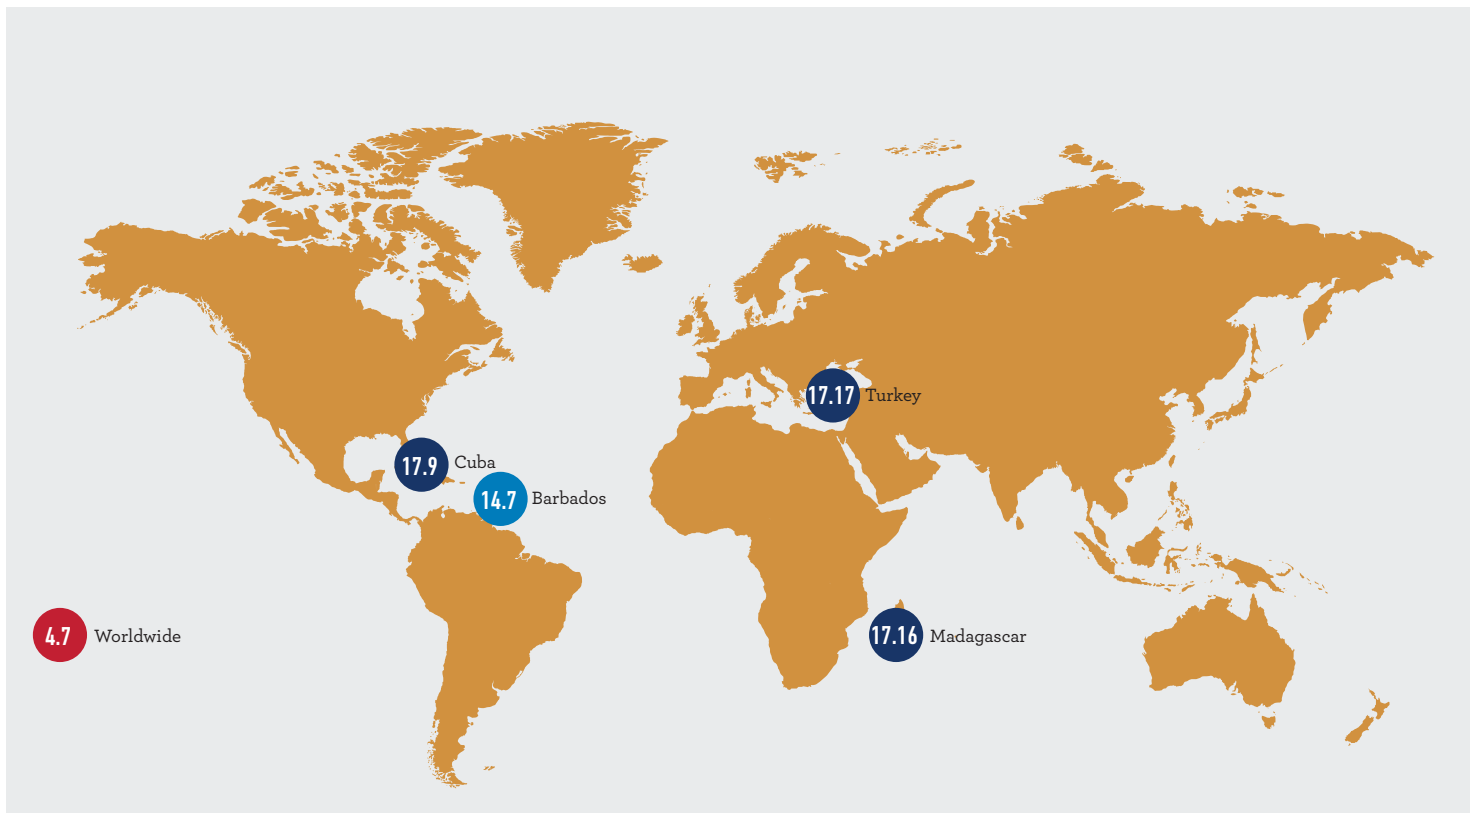 17.17 Turkey
17.9 Cuba
14.7 Barbados
4.7 Worldwide
17.16 Madagascar